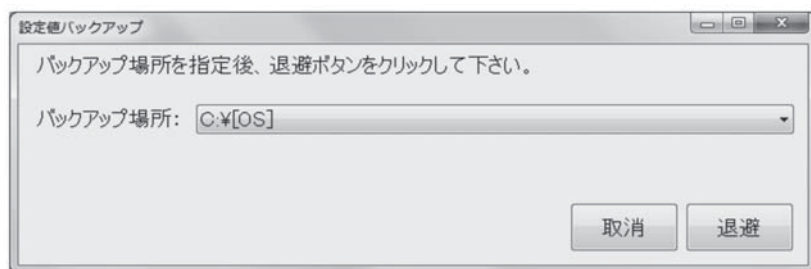 設定値バックアップ
バックアップ場所を指定後、退避ボタンをクリックして下さい。
バックアップ場所: C:¥[OS]
取消 退避